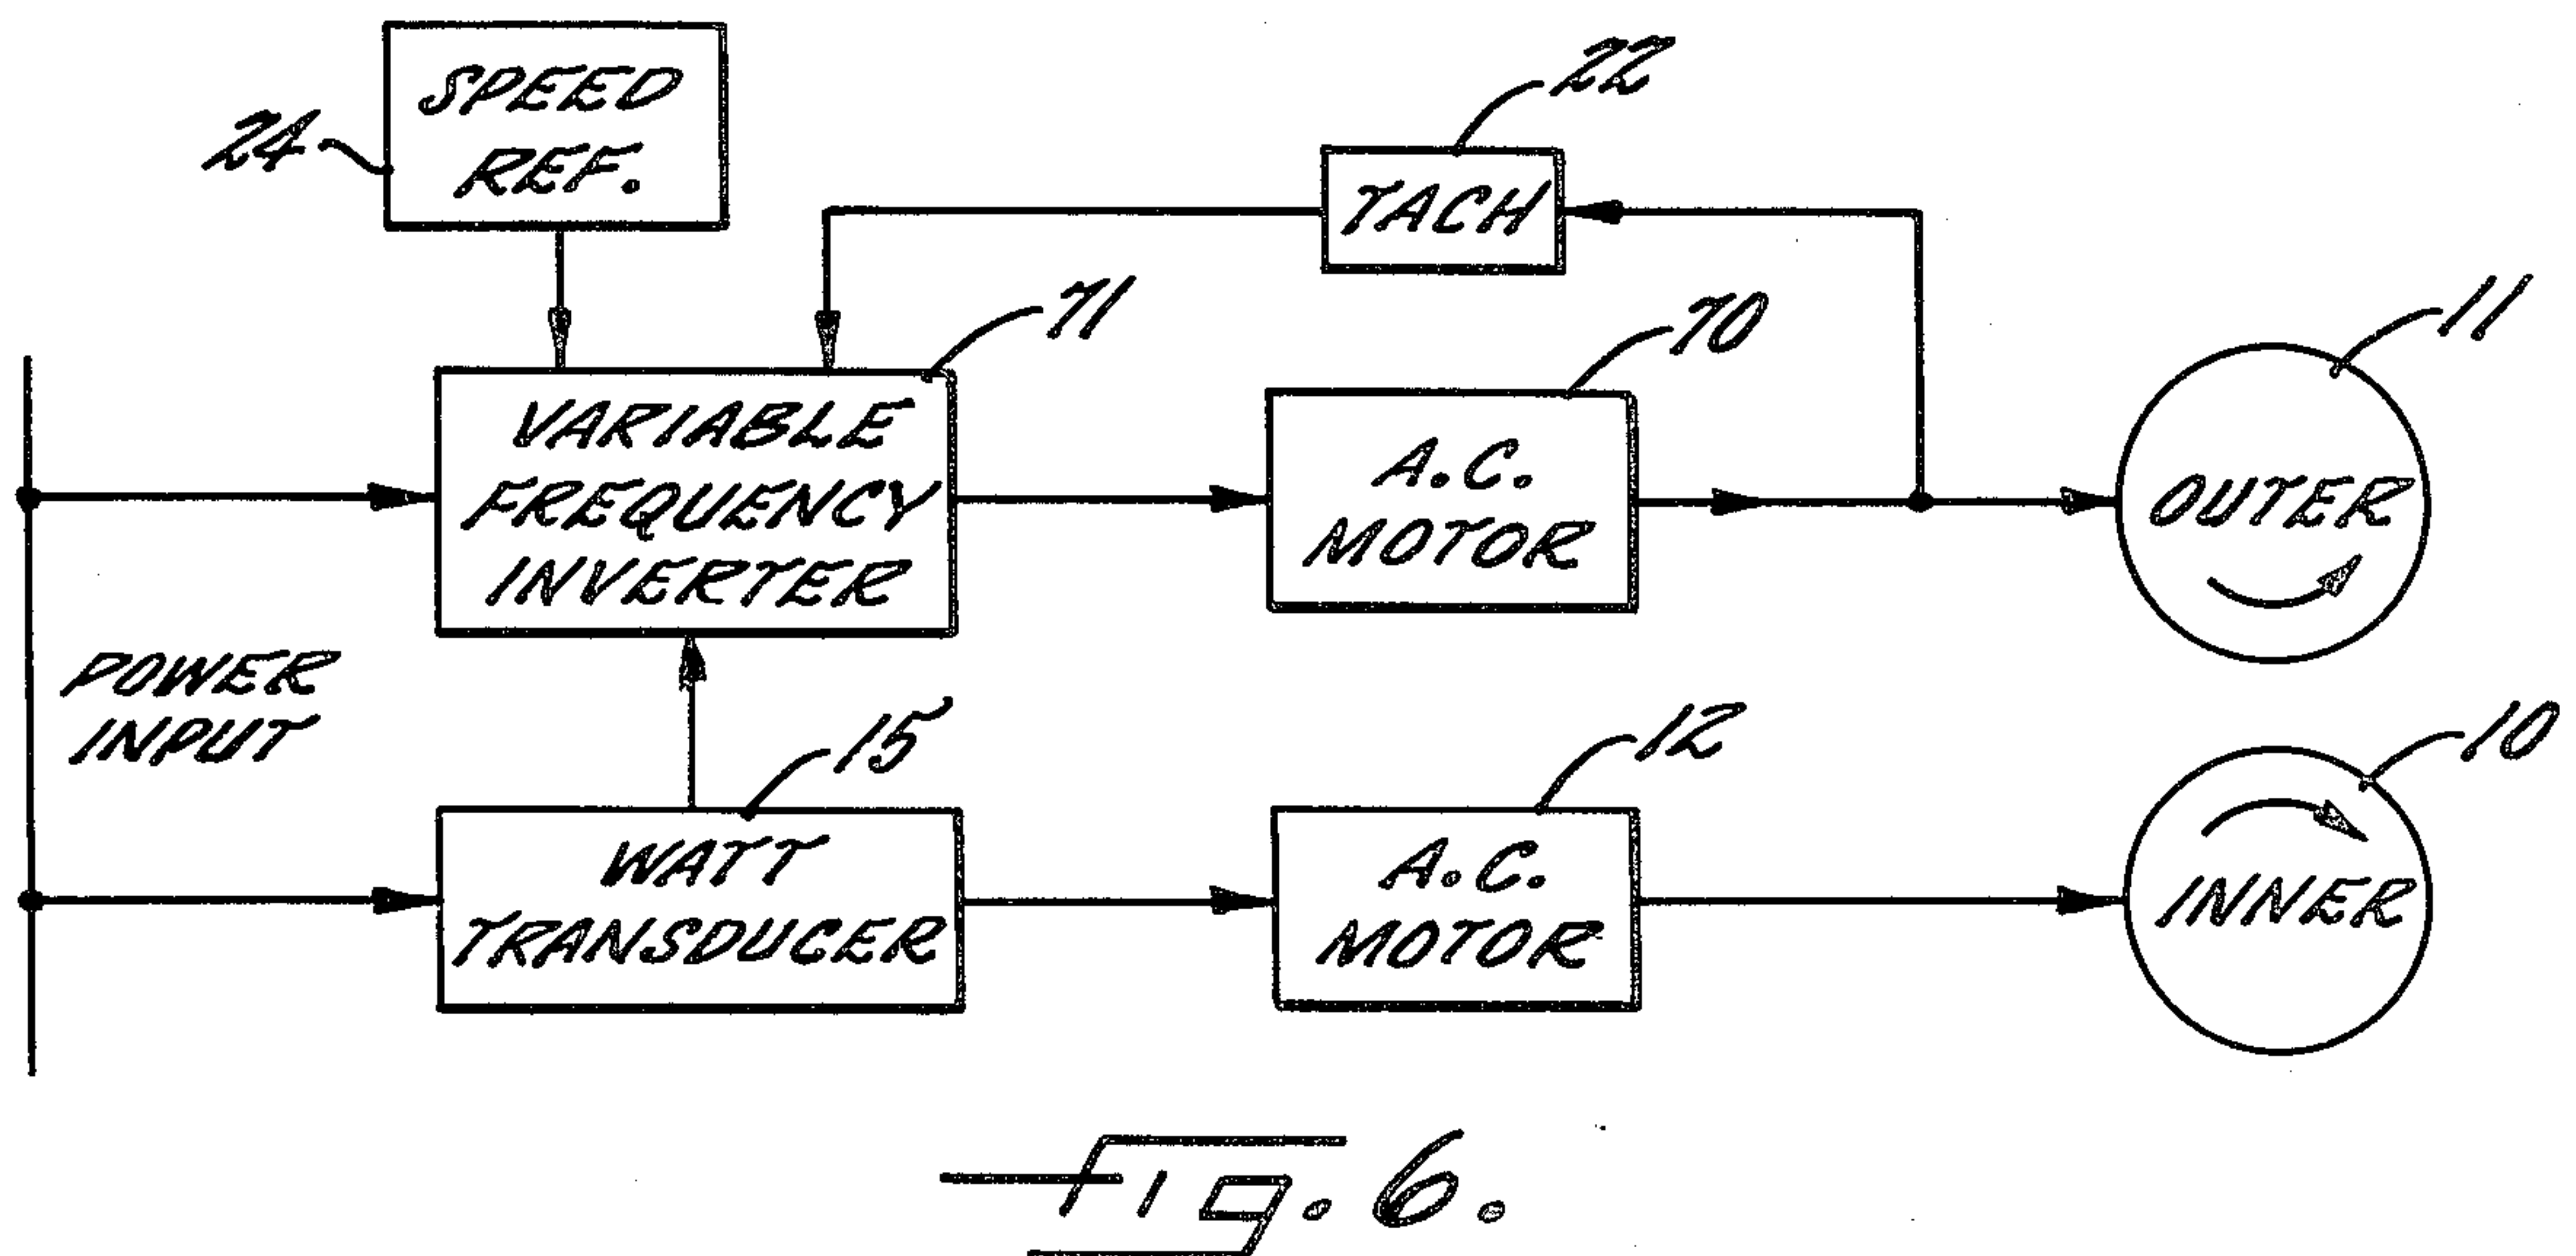 SPEED
REF.
24
22
TACH
71
70
11
VARIABLE
FREQUENCY
INVERTER
A.C.
MOTOR
OUTER
POWER
INPUT
15
12
10
WATT
TRANSDUCER
A.C.
MOTOR
INNER
Fig. 6.